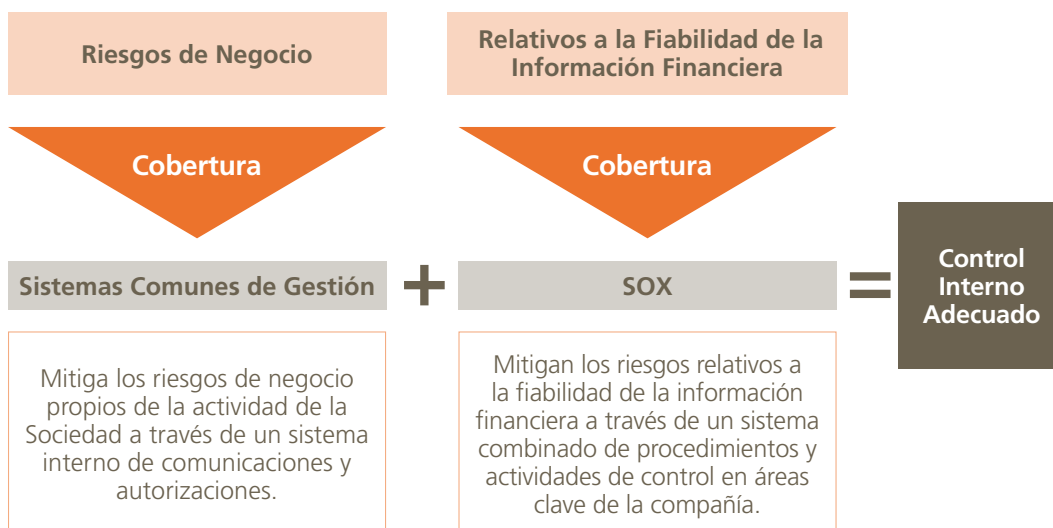 Riesgos de Negocio
Cobertura
Sistemas Comunes de Gestión
Mitiga los riesgos de negocio
propios de la actividad de la
Sociedad a través de un sistema
interno de comunicaciones y
autorizaciones.
+
Relativos a la Fiabilidad de la
Información Financiera
Cobertura
SOX
Mitigan los riesgos relativos a
la fiabilidad de la información
financiera a través de un sistema
combinado de procedimientos y
actividades de control en áreas
clave de la compañía.
=
Control
Interno
Adecuado